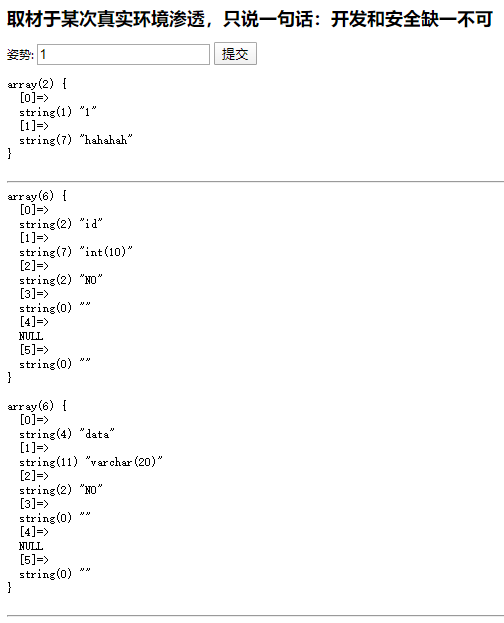 取材于某次真实环境渗透，只说一句话：开发和安全缺一不可
姿势: 1 提交
array(2) {
  [0]=>
  string(1) "1"
  [1]=>
  string(7) "hahahah"
}
array(6) {
  [0]=>
  string(2) "id"
  [1]=>
  string(7) "int(10)"
  [2]=>
  string(2) "NO"
  [3]=>
  string(0) ""
  [4]=>
  NULL
  [5]=>
  string(0) ""
}
array(6) {
  [0]=>
  string(4) "data"
  [1]=>
  string(11) "varchar(20)"
  [2]=>
  string(2) "NO"
  [3]=>
  string(0) ""
  [4]=>
  NULL
  [5]=>
  string(0) ""
}